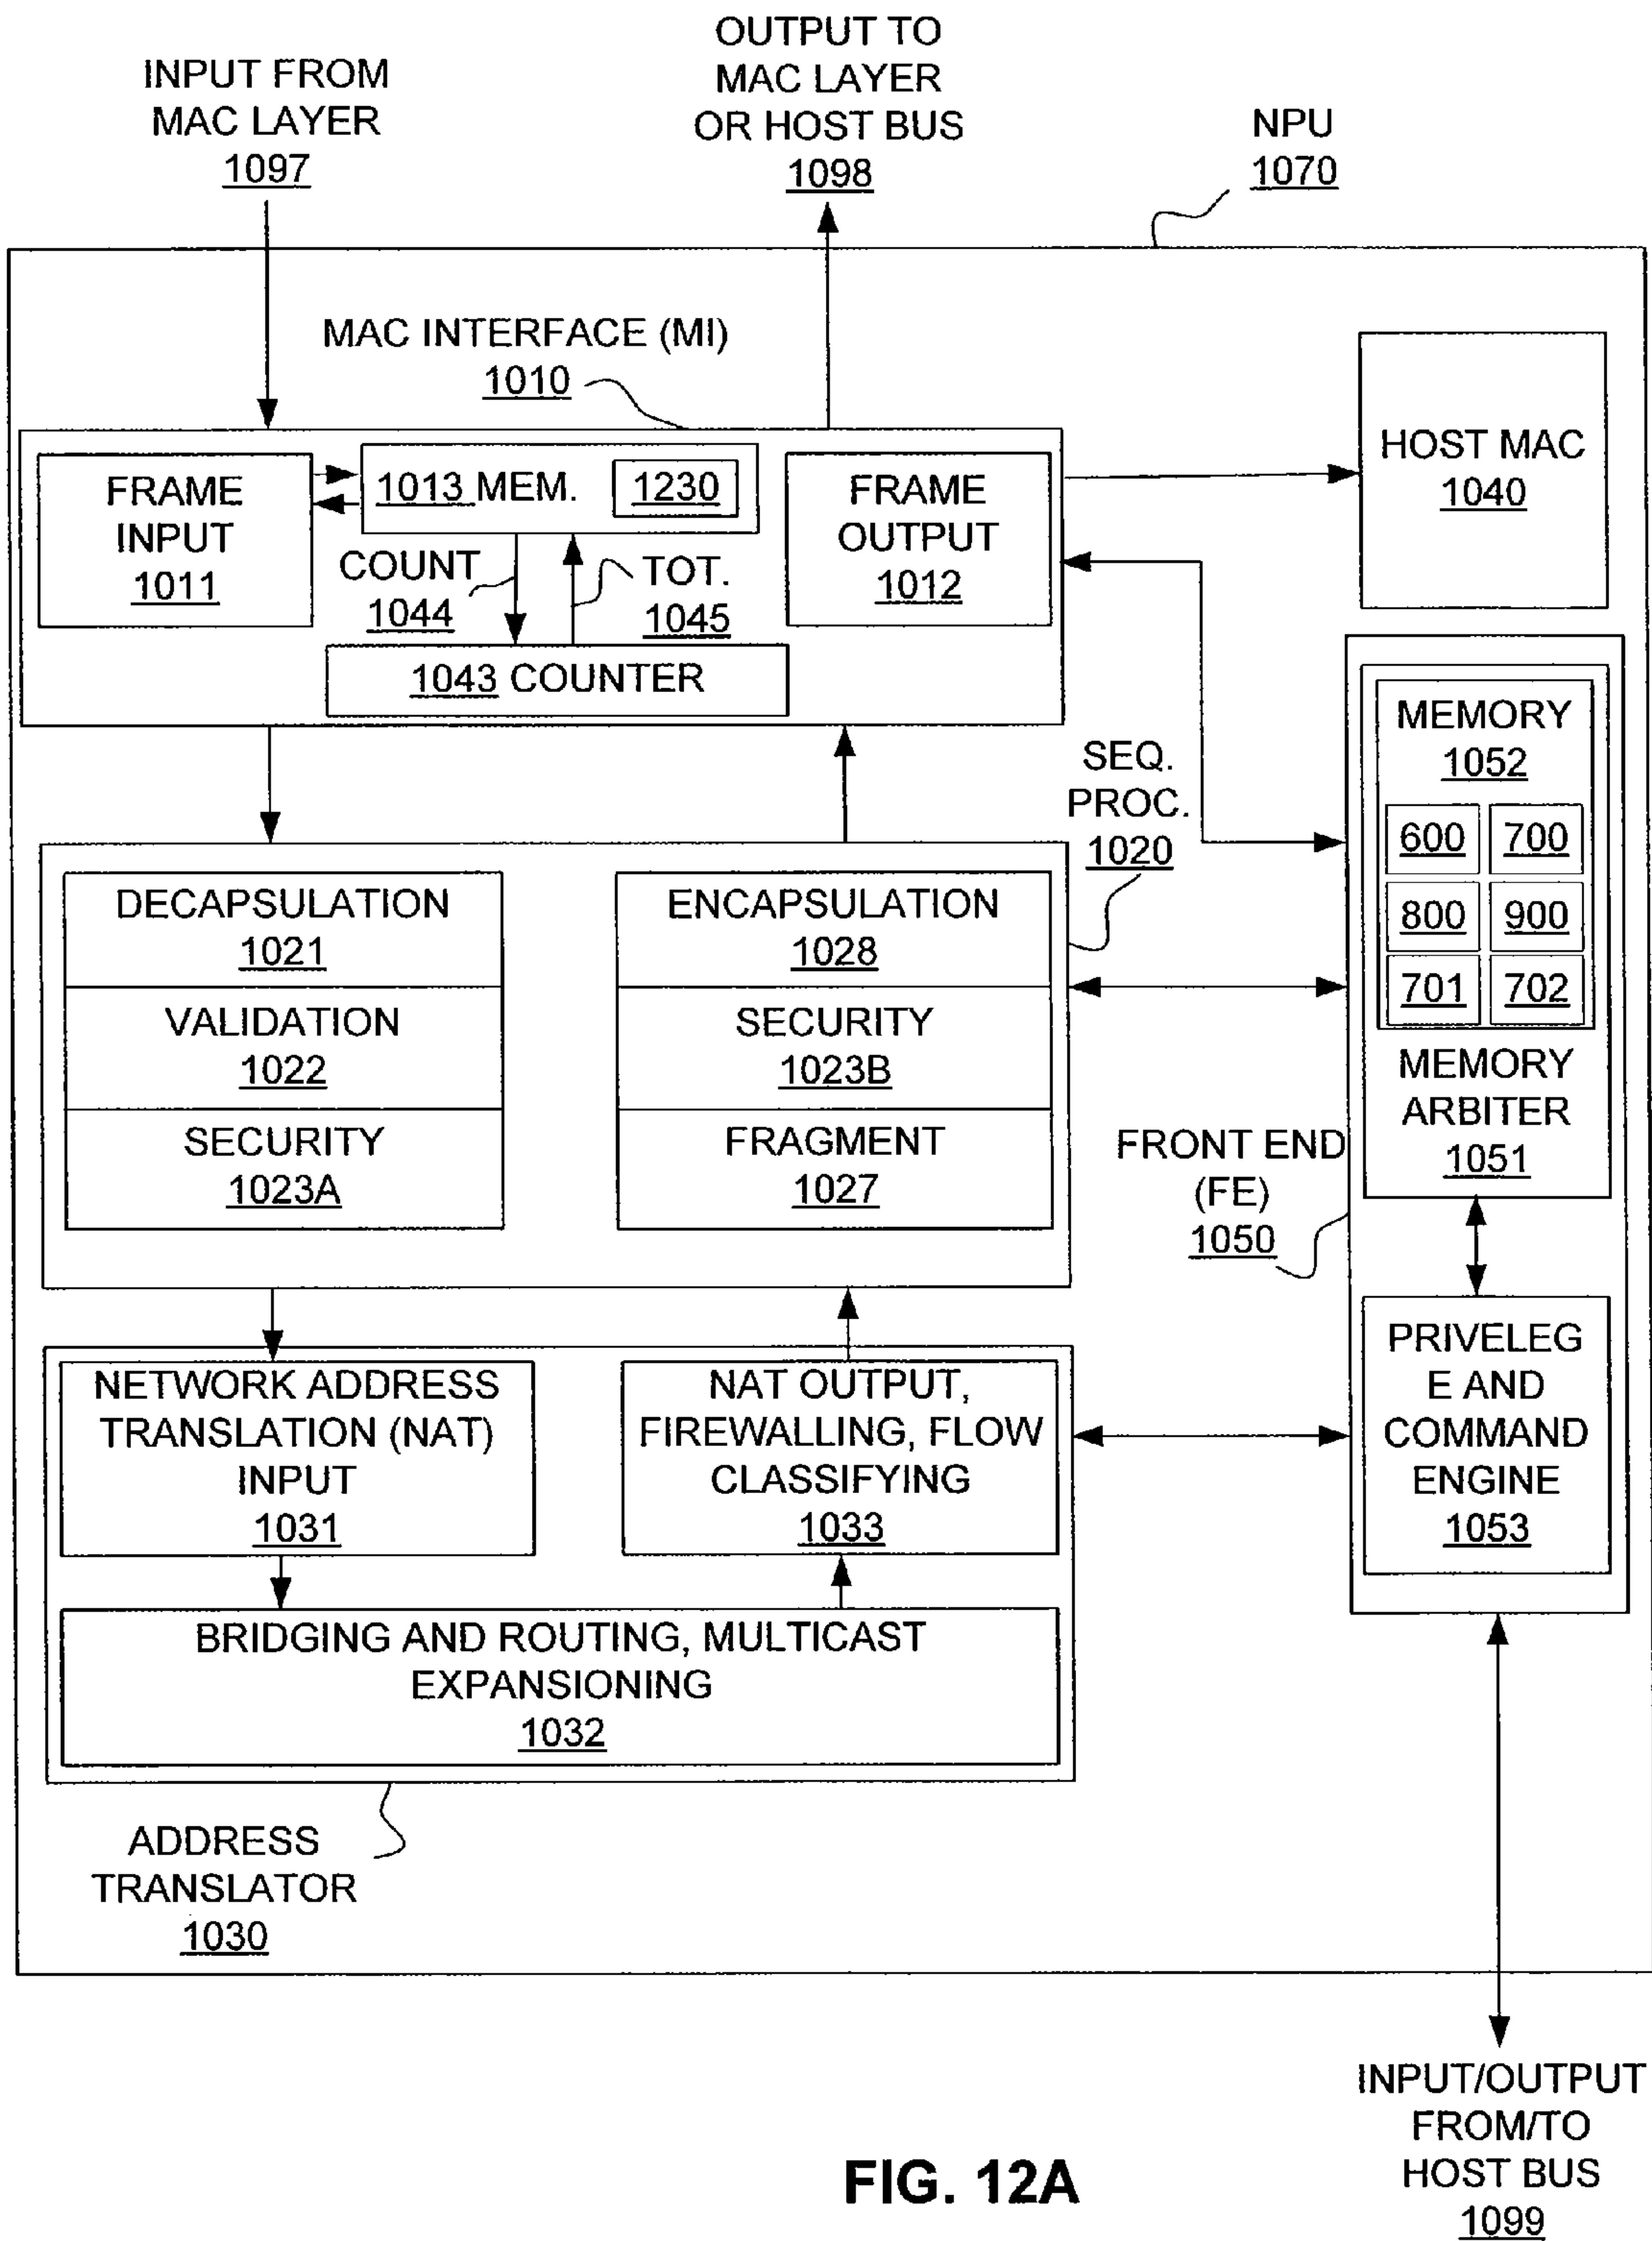 INPUT FROM
MAC LAYER
1097
OUTPUT TO
MAC LAYER
OR HOST BUS
1098
NPU
1070
MAC INTERFACE (MI)
1010
FRAME
INPUT
1011
1013 MEM.
1230
FRAME
OUTPUT
1012
COUNT
1044
TOT.
1045
1043 COUNTER
HOST MAC
1040
SEQ.
PROC.
1020
DECAPSULATION
1021
VALIDATION
1022
SECURITY
1023A
ENCAPSULATION
1028
SECURITY
1023B
FRAGMENT
1027
MEMORY
1052
600 700
800 900
701 702
MEMORY
ARBITER
1051
FRONT END
(FE)
1050
PRIVELEG
E AND
COMMAND
ENGINE
1053
NETWORK ADDRESS
TRANSLATION (NAT)
INPUT
1031
NAT OUTPUT,
FIREWALLING, FLOW
CLASSIFYING
1033
BRIDGING AND ROUTING, MULTICAST
EXPANSIONING
1032
ADDRESS
TRANSLATOR
1030
INPUT/OUTPUT
FROM/TO
HOST BUS
1099
FIG. 12A